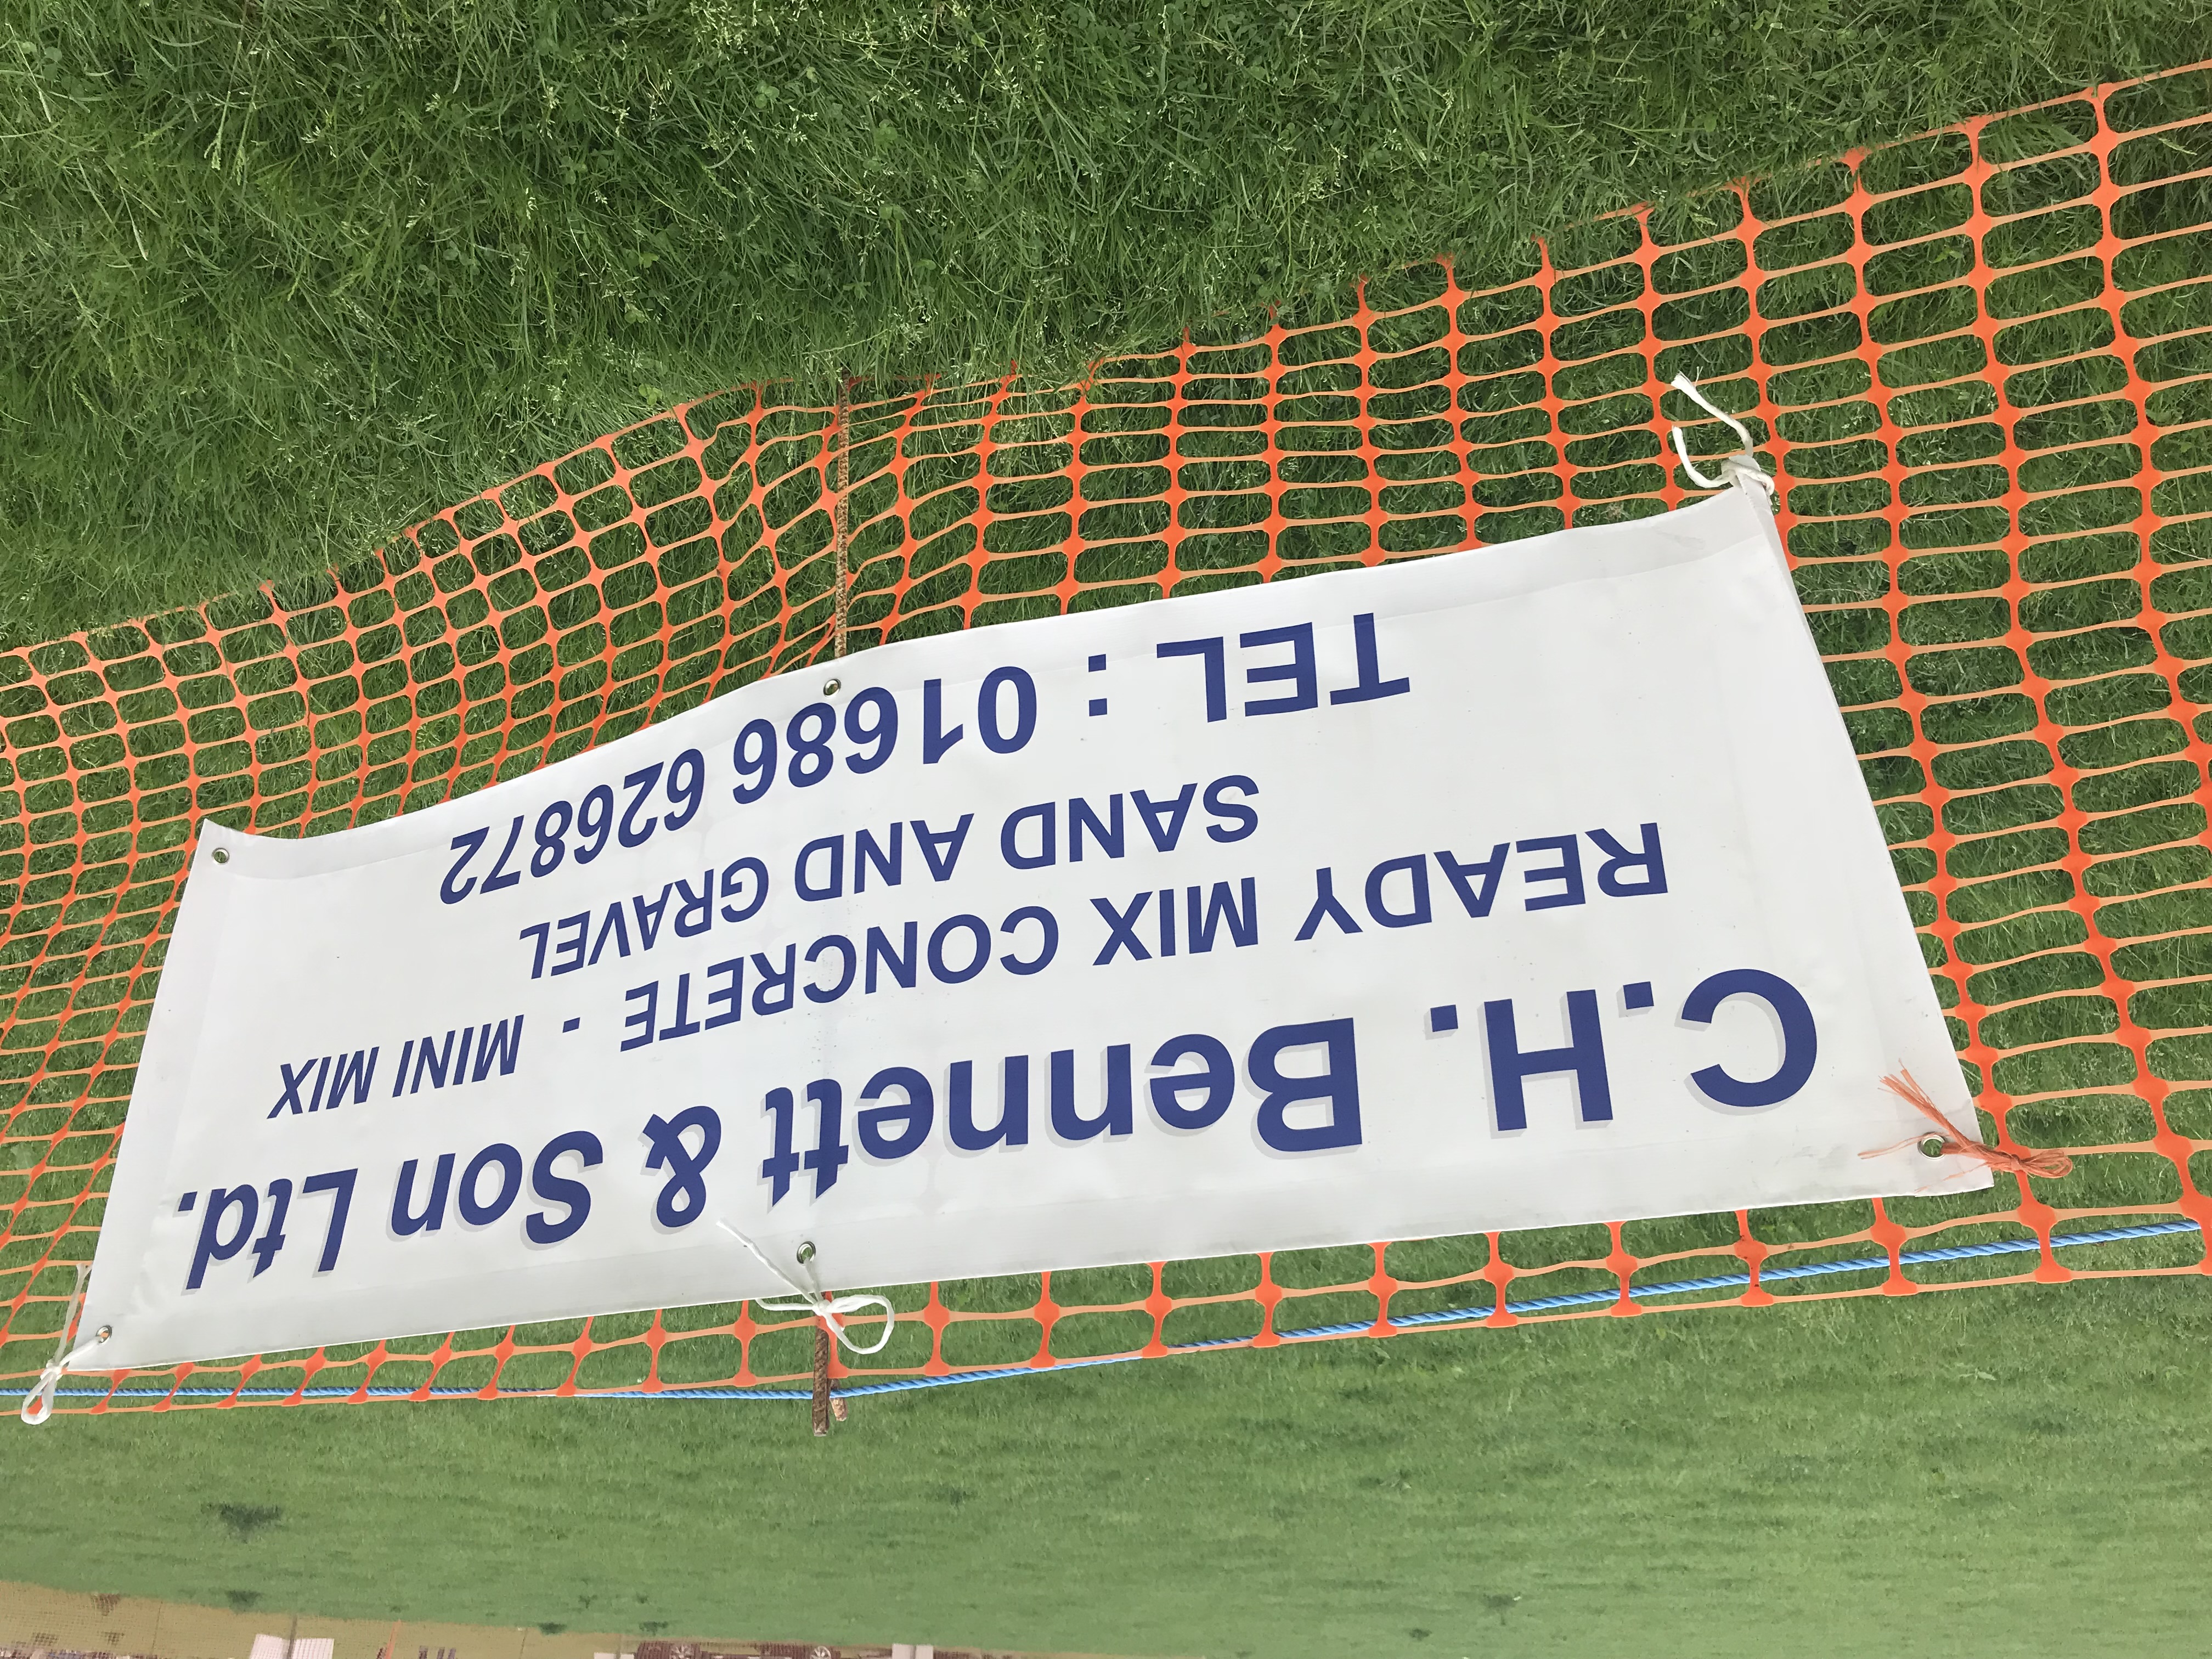 C.H. Bennett & Son Ltd.
READY MIX CONCRETE - MINI MIX
SAND AND GRAVEL
TEL : 01686 626872